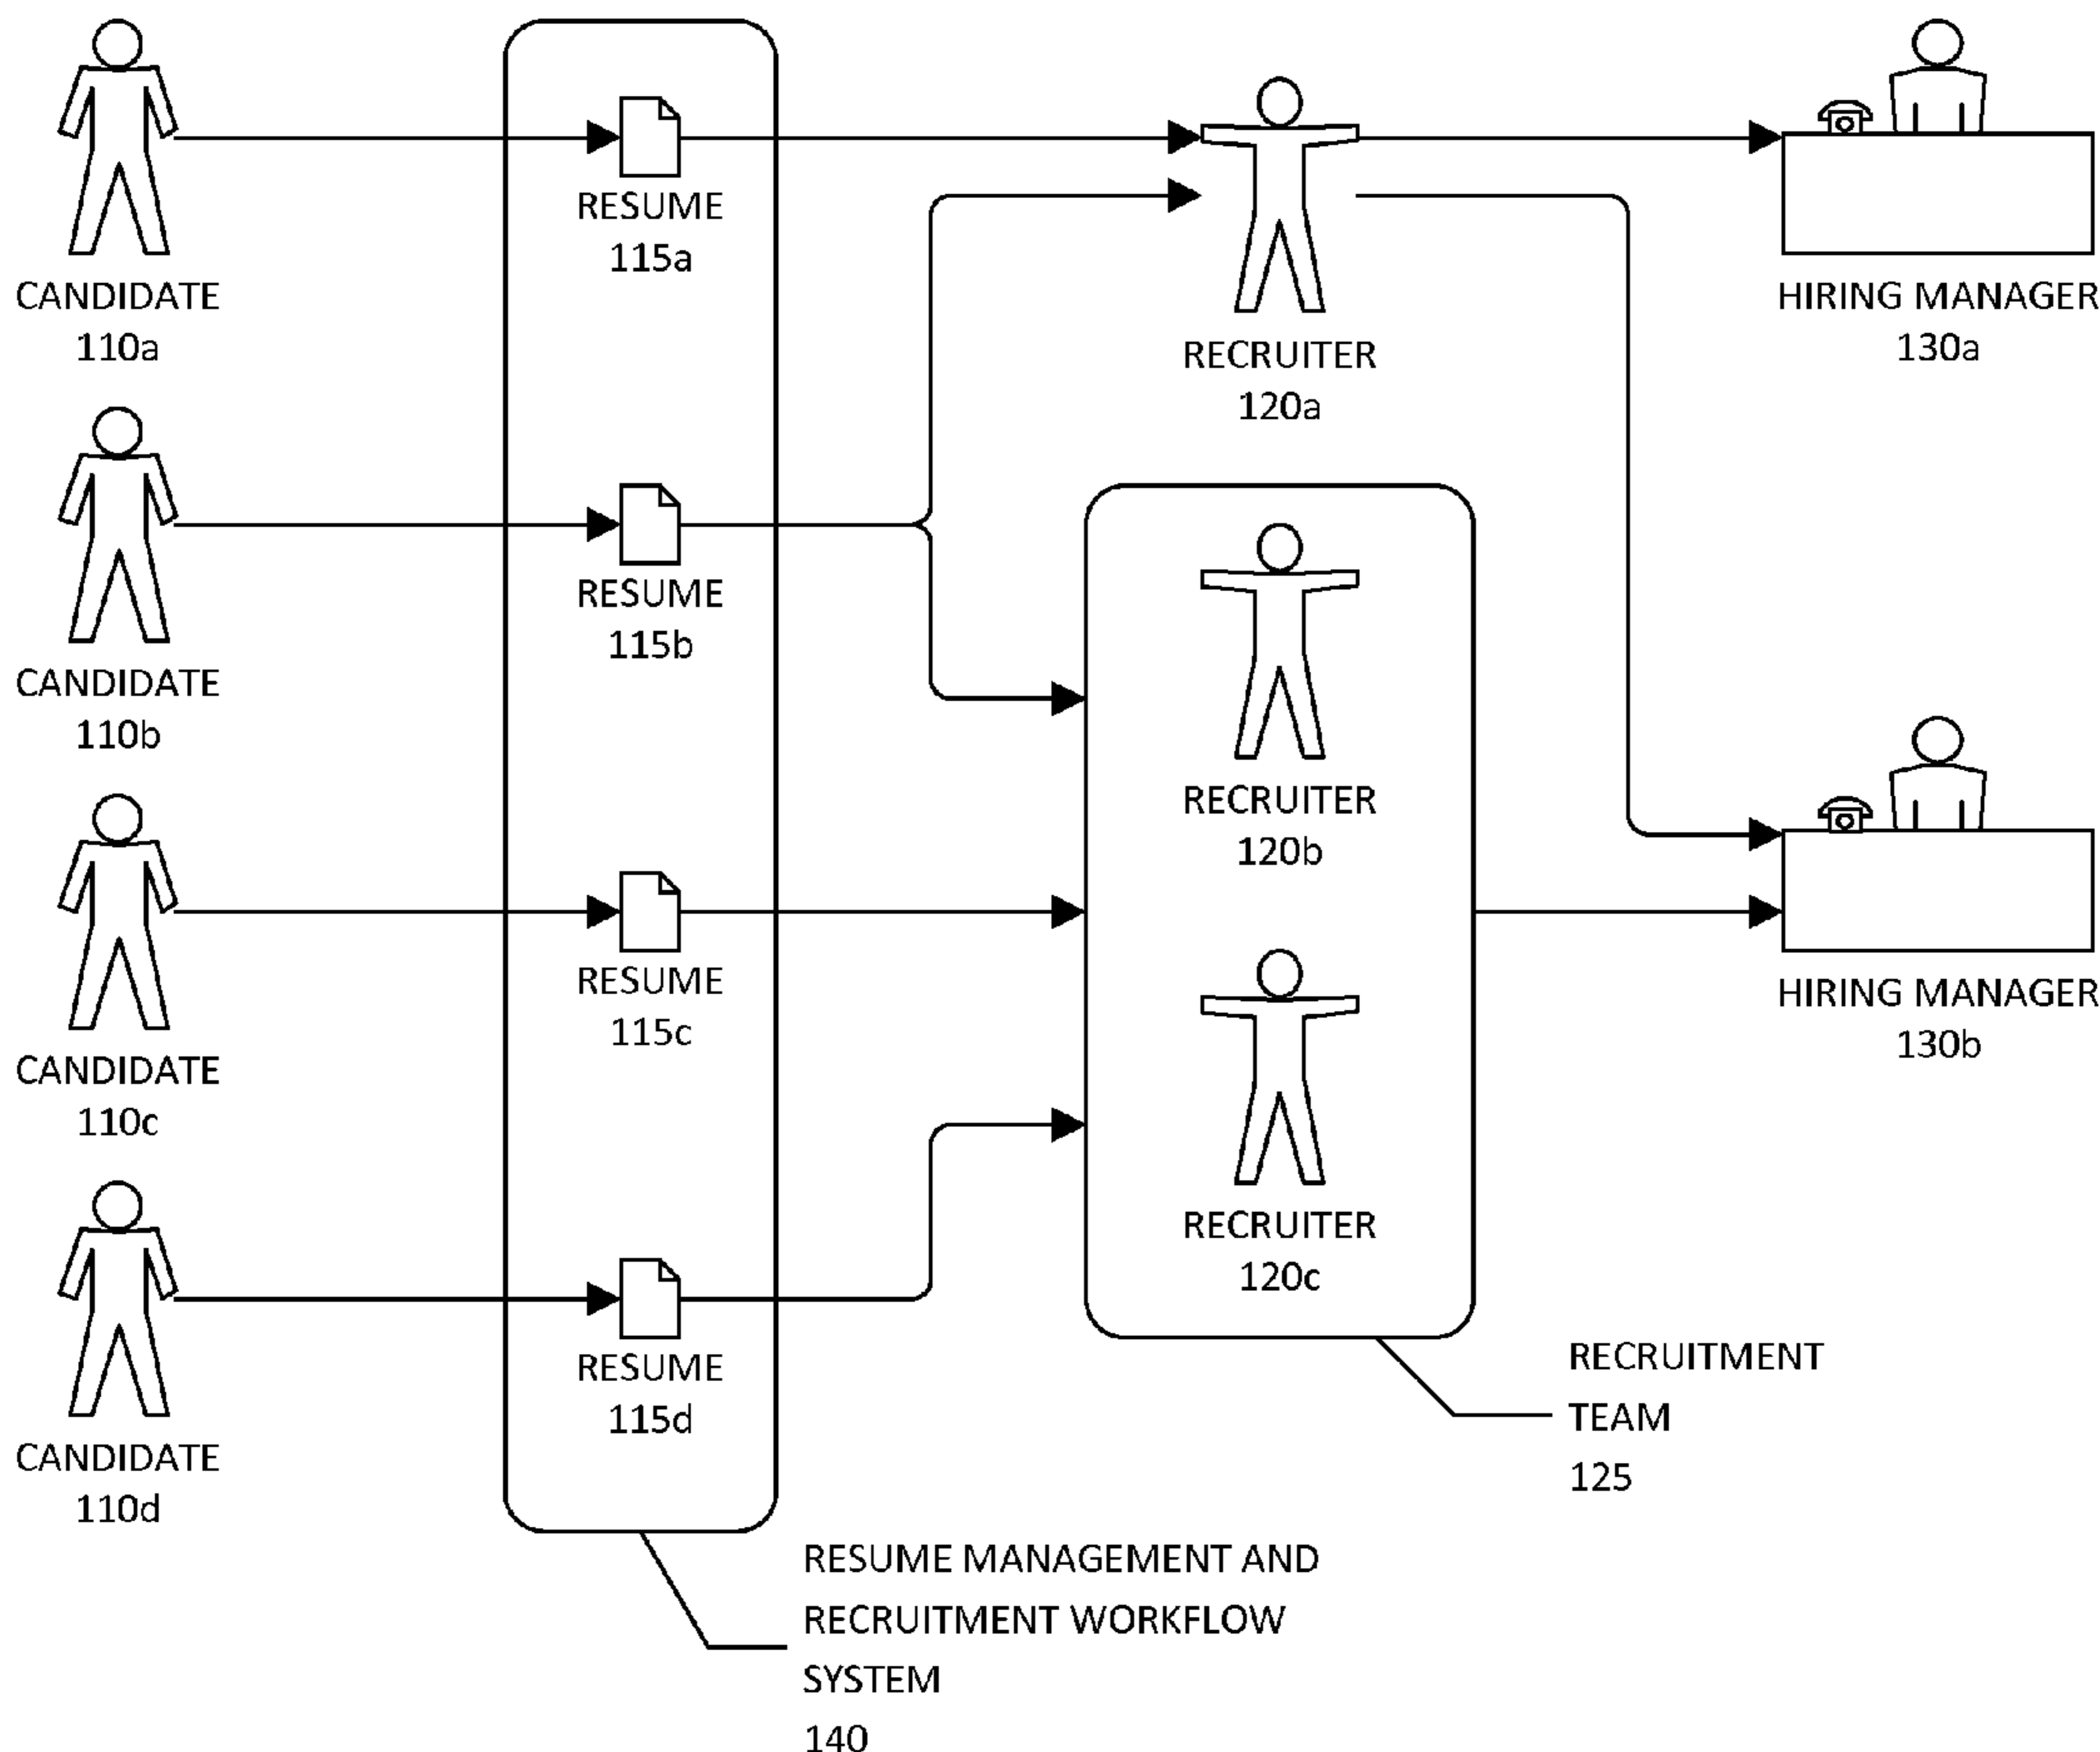 CANDIDATE
110a
RESUME
115a
RECRUITER
120a
HIRING MANAGER
130a
CANDIDATE
110b
RESUME
115b
RECRUITER
120b
CANDIDATE
110c
RESUME
115c
RECRUITER
120c
HIRING MANAGER
130b
CANDIDATE
110d
RESUME
115d
RECRUITMENT
TEAM
125
RESUME MANAGEMENT AND
RECRUITMENT WORKFLOW
SYSTEM
140